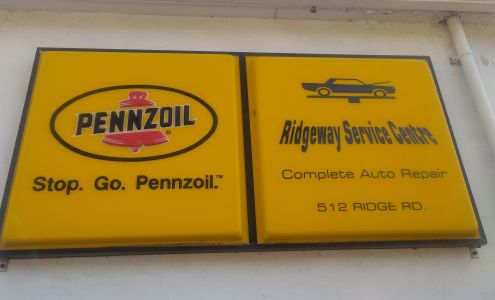 PENNZOIL®
Stop. Go. Pennzoil.™
Ridgeway Service Centre
Complete Auto Repair
512 RIDGE RD.